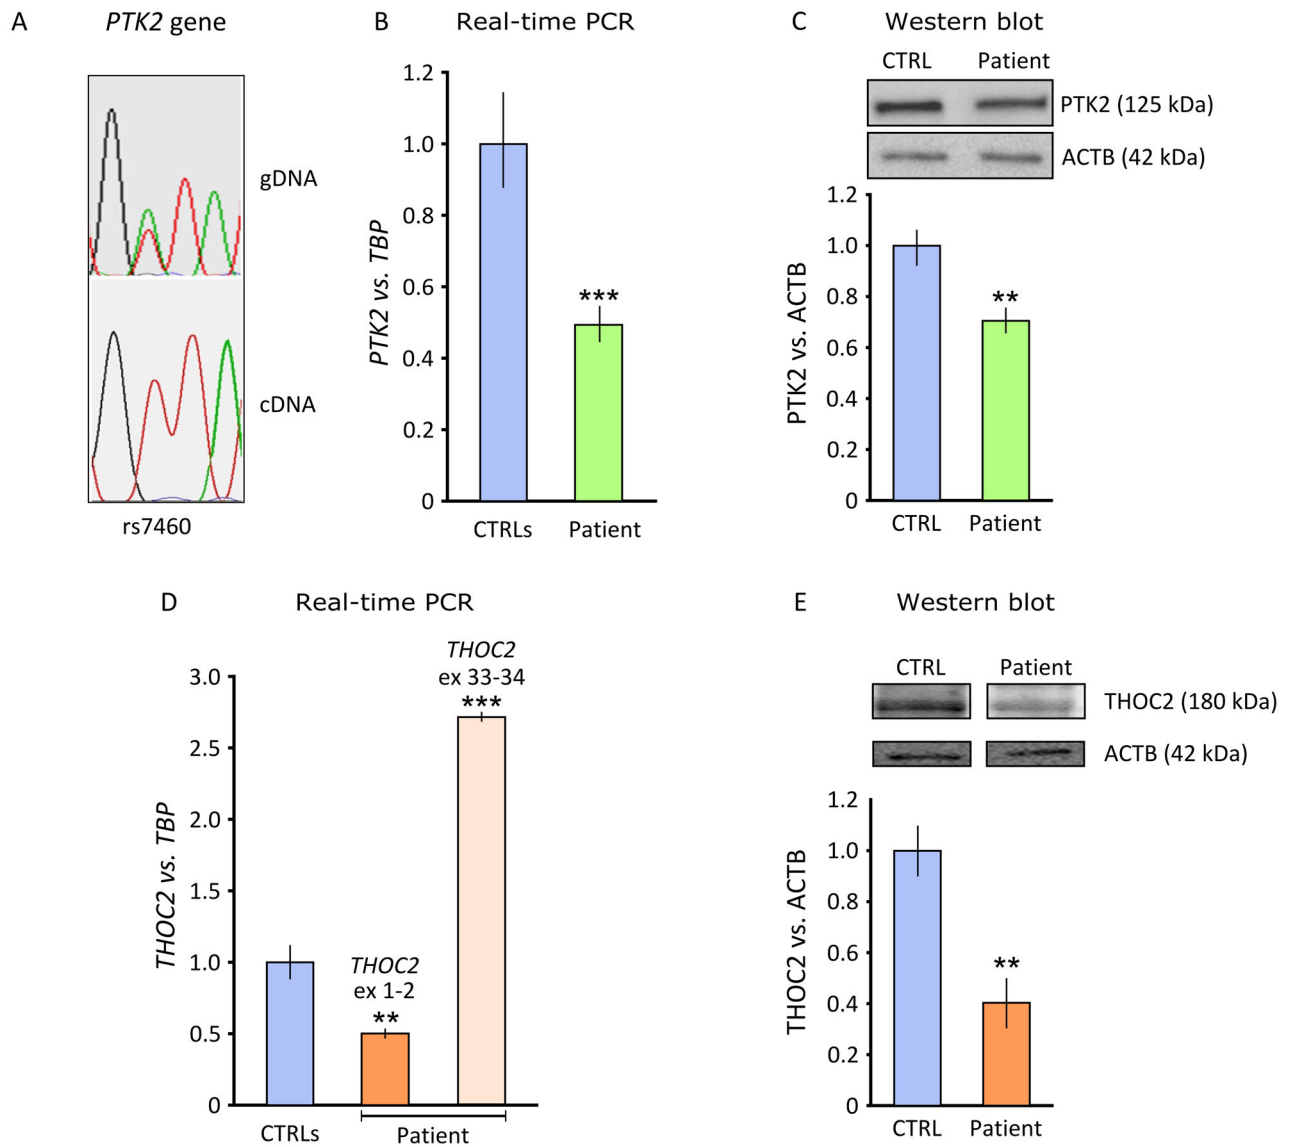 A
PTK2 gene
gDNA
cDNA
rs7460
B
Real-time PCR
PTK2 vs. TBP
1.2
1.0
0.8
0.6
0.4
0.2
0
***
CTRLs
Patient
C
Western blot
CTRL
Patient
PTK2 (125 kDa)
ACTB (42 kDa)
PTK2 vs. ACTB
1.2
1.0
0.8
0.6
0.4
0.2
0
**
CTRL
Patient
D
Real-time PCR
THOC2 vs. TBP
3.0
2.5
2.0
1.5
1.0
0.5
0
THOC2
ex 1-2
**
THOC2
ex 33-34
***
CTRLs
Patient
E
Western blot
CTRL
Patient
THOC2 (180 kDa)
ACTB (42 kDa)
THOC2 vs. ACTB
1.2
1.0
0.8
0.6
0.4
0.2
0
**
CTRL
Patient